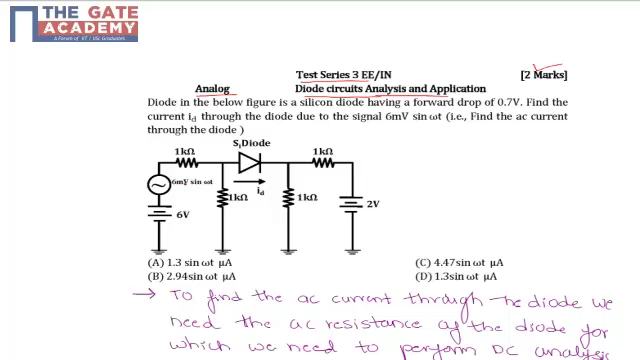 THE GATE
ACADEMY
A Forum of IIT / IISc Graduates
Test Series 3 EE/IN [2 Marks]
Analog Diode circuits Analysis and Application
Diode in the below figure is a silicon diode having a forward drop of 0.7V. Find the
current id through the diode due to the signal 6mV sin ωt (i.e., Find the ac current
through the diode )
1kΩ SiDiode 1kΩ
6mv sin ωt 1kΩ id 1kΩ 2V
6V
(A) 1.3 sin ωt μA (C) 4.47sin ωt μA
(B) 2.94sin ωt μA (D) 1.3sin ωt μA
→ To find the ac current through the diode we
need the ac resistance of the diode for
which we need to perform DC analysis